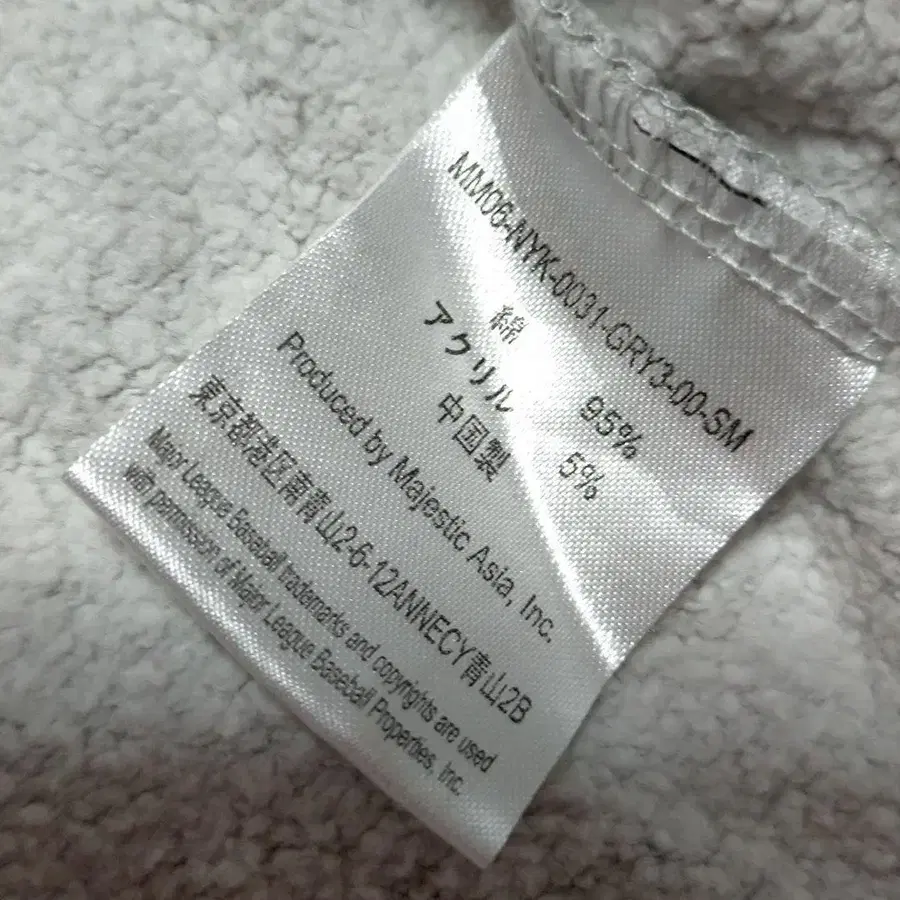 MM06-NYK-0031-GRY3-00-SM
綿 95%
アクリル 5%
中国製
Produced by Majestic Asia, Inc.
東京都港区南青山2-6-12ANNECY青山2B
Major League Baseball trademarks and copyrights are used
with permission of Major League Baseball Properties, Inc.